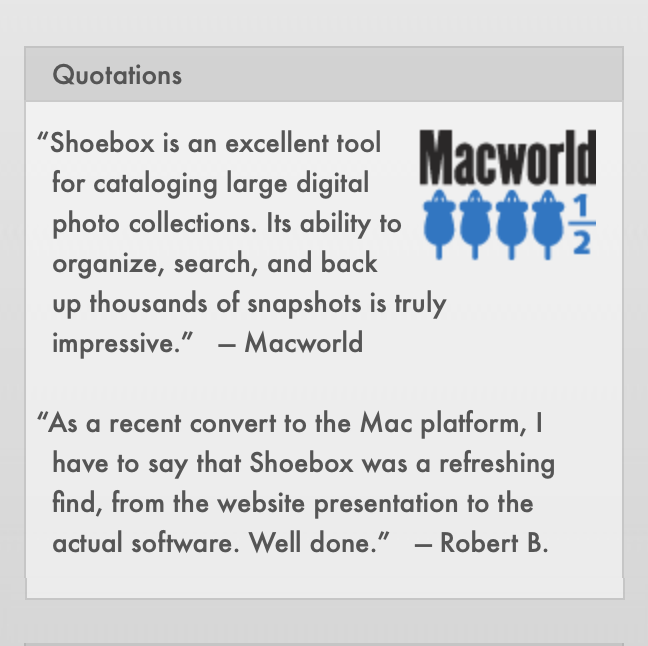 Quotations
“Shoebox is an excellent tool
for cataloging large digital
photo collections. Its ability to
organize, search, and back
up thousands of snapshots is truly
impressive.” — Macworld
Macworld
1/2
“As a recent convert to the Mac platform, I
have to say that Shoebox was a refreshing
find, from the website presentation to the
actual software. Well done.” — Robert B.